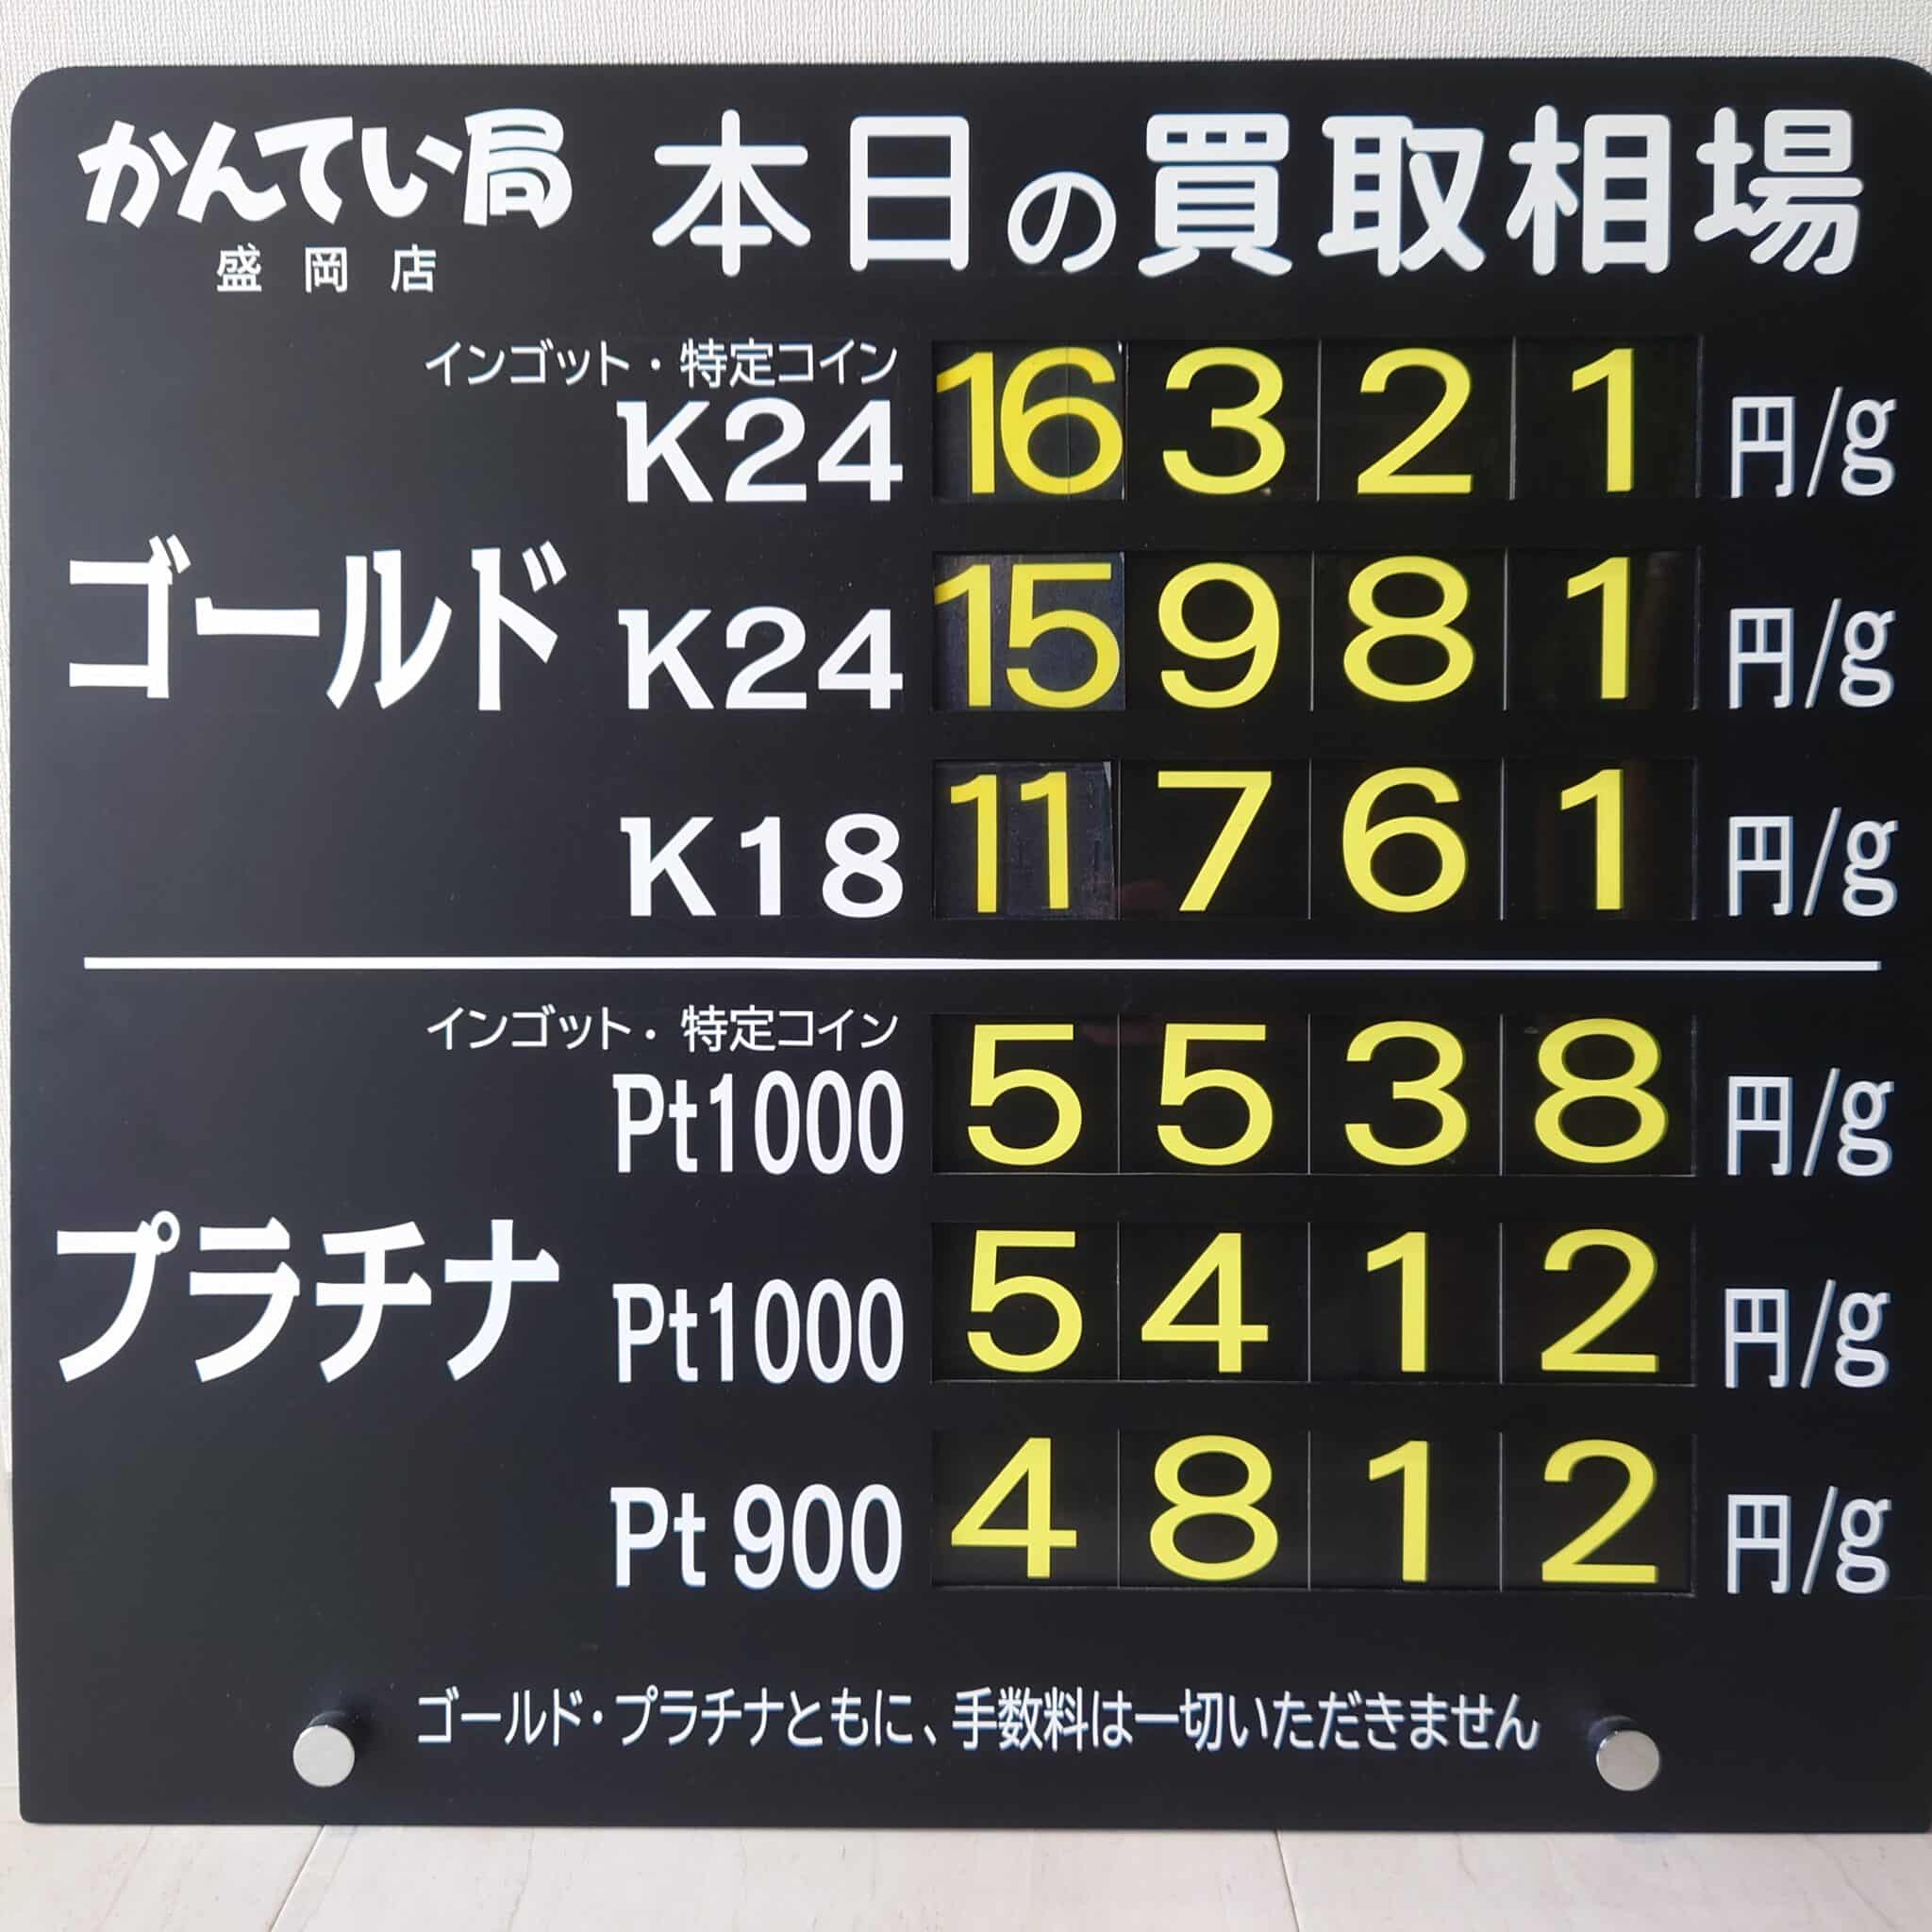 かんてい局 本日の買取相場
盛岡店
インゴット・特定コイン
K24 16321 円/g
ゴールド K24 15981 円/g
K18 11761 円/g
インゴット・特定コイン
Pt1000 5538 円/g
プラチナ Pt1000 5412 円/g
Pt900 4812 円/g
ゴールド・プラチナともに、手数料は一切いただきません